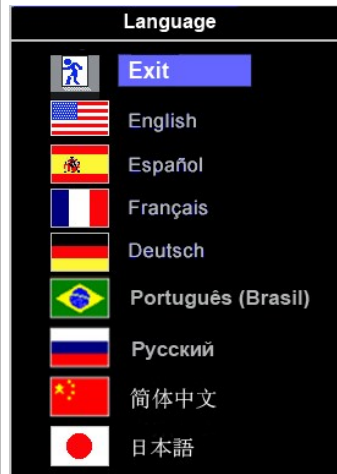 Language
Exit
English
Español
Français
Deutsch
Português (Brasil)
Русский
简体中文
日本語